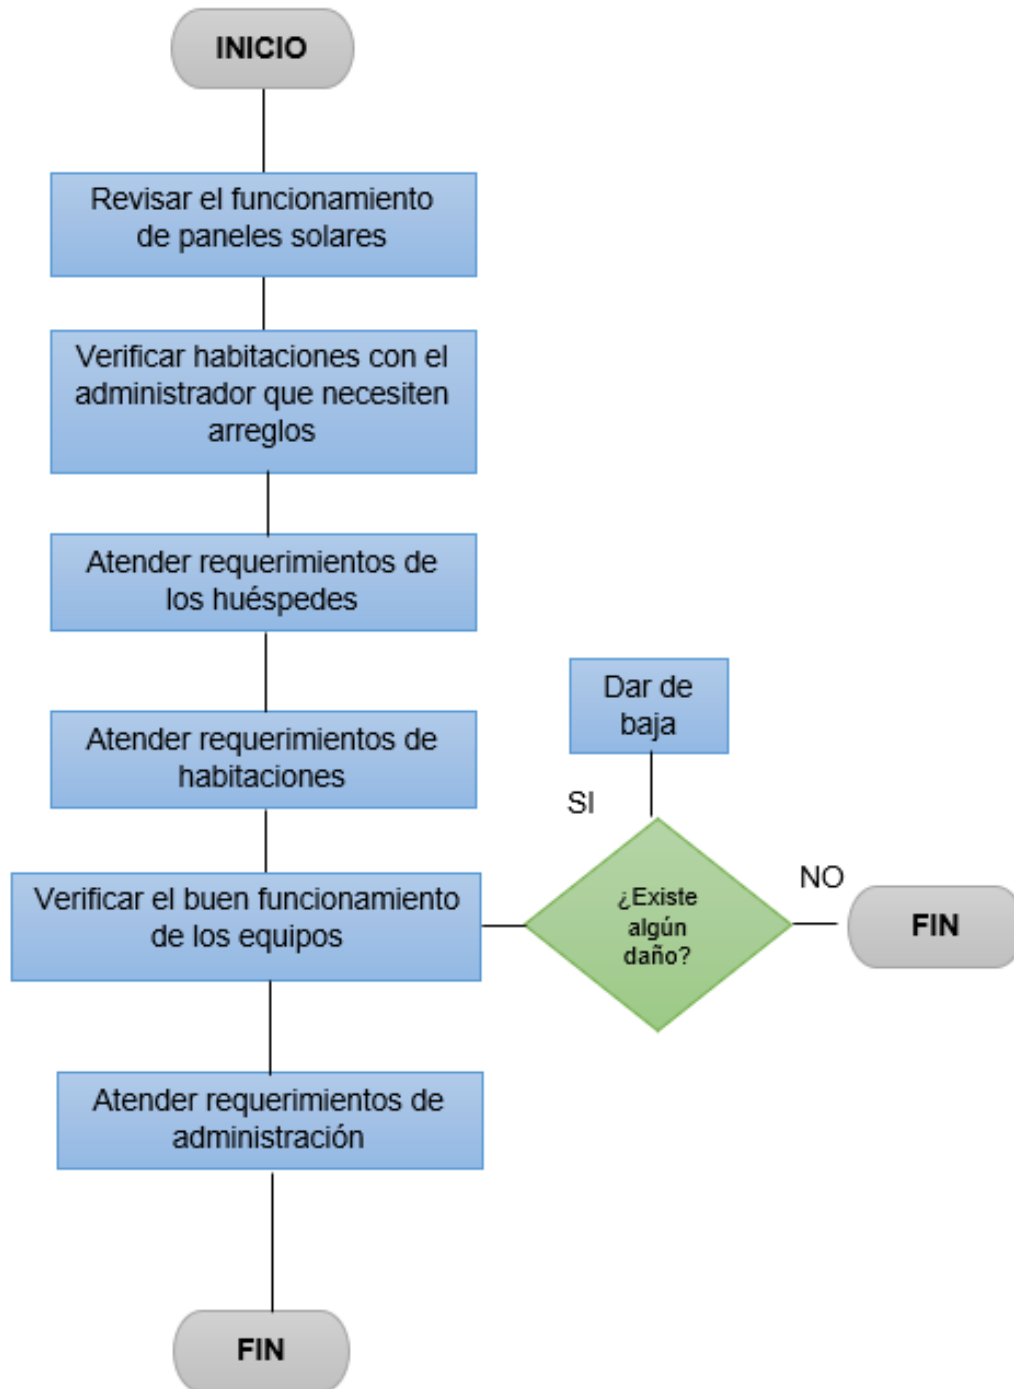 INICIO
Revisar el funcionamiento
de paneles solares
Verificar habitaciones con el
administrador que necesiten
arreglos
Atender requerimientos de
los huéspedes
Atender requerimientos de
habitaciones
Verificar el buen funcionamiento
de los equipos
Dar de
baja
SI
¿Existe
algún
daño?
NO
FIN
Atender requerimientos de
administración
FIN